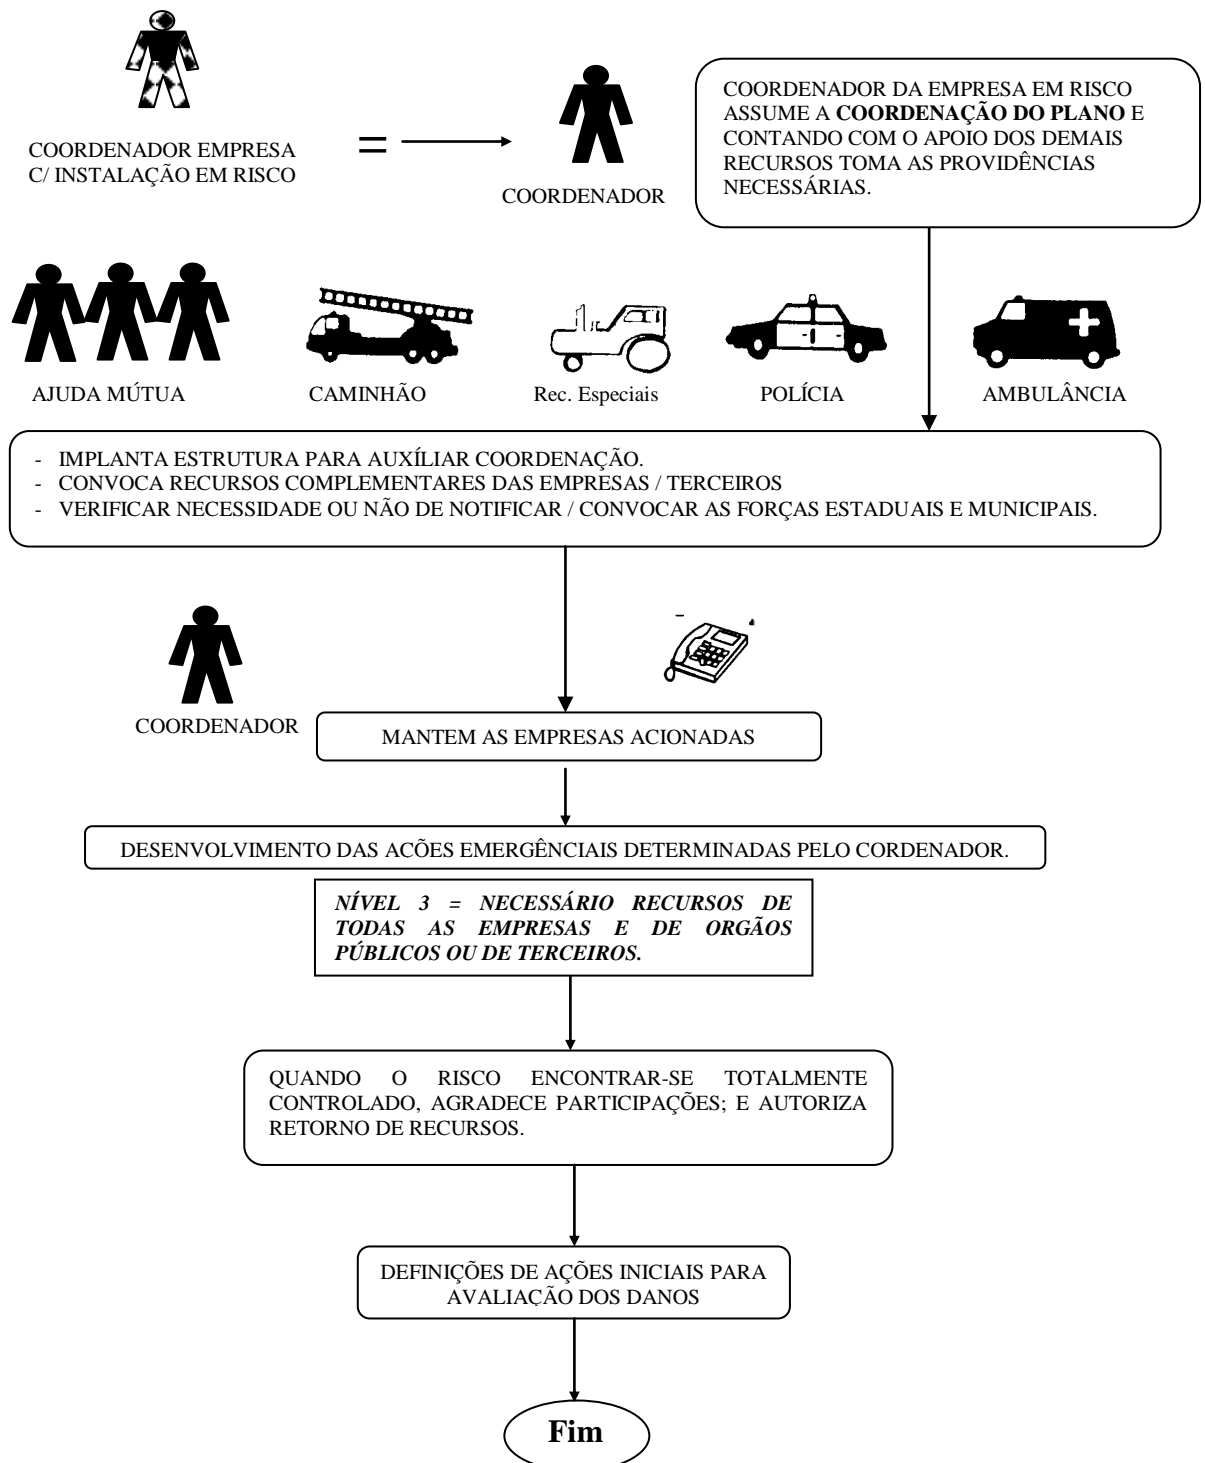 COORDENADOR EMPRESA
C/ INSTALAÇÃO EM RISCO
=
COORDENADOR
COORDENADOR DA EMPRESA EM RISCO
ASSUME A COORDENAÇÃO DO PLANO E
CONTANDO COM O APOIO DOS DEMAIS
RECURSOS TOMA AS PROVIDÊNCIAS
NECESSÁRIAS.
AJUDA MÚTUA
CAMINHÃO
Rec. Especiais
POLÍCIA
AMBULÂNCIA
- IMPLANTA ESTRUTURA PARA AUXÍLIAR COORDENAÇÃO.
- CONVOCA RECURSOS COMPLEMENTARES DAS EMPRESAS / TERCEIROS
- VERIFICAR NECESSIDADE OU NÃO DE NOTIFICAR / CONVOCAR AS FORÇAS ESTADUAIS E MUNICIPAIS.
COORDENADOR
MANTEM AS EMPRESAS ACIONADAS
DESENVOLVIMENTO DAS ACÕES EMERGÊNCIAIS DETERMINADAS PELO CORDENADOR.
NÍVEL 3 = NECESSÁRIO RECURSOS DE
TODAS AS EMPRESAS E DE ORGÃOS
PÚBLICOS OU DE TERCEIROS.
QUANDO O RISCO ENCONTRAR-SE TOTALMENTE
CONTROLADO, AGRADECE PARTICIPAÇÕES; E AUTORIZA
RETORNO DE RECURSOS.
DEFINIÇÕES DE AÇÕES INICIAIS PARA
AVALIAÇÃO DOS DANOS
Fim